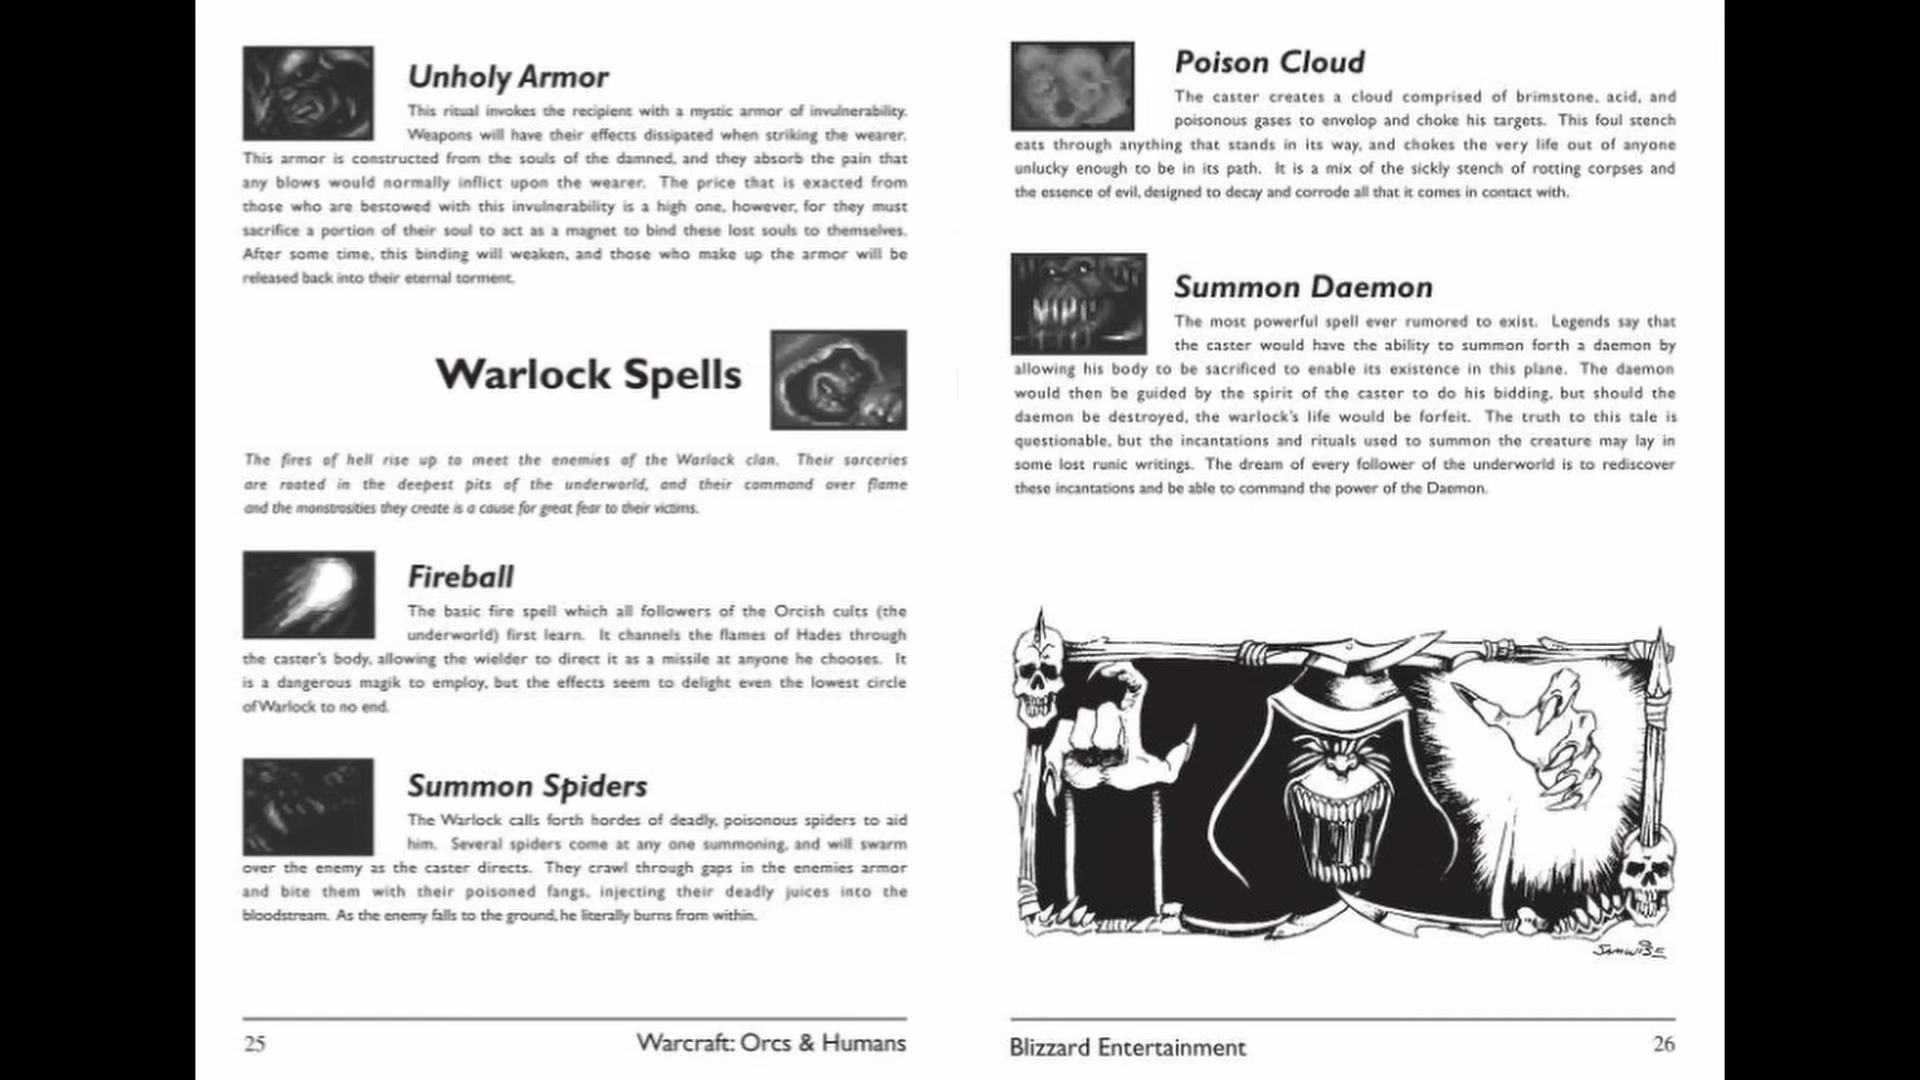 Unholy Armor
This ritual invokes the recipient with a mystic armor of invulnerability.
Weapons will have their effects dissipated when striking the wearer.
This armor is constructed from the souls of the damned, and they absorb the pain that
any blows would normally inflict upon the wearer. The price that is exacted from
those who are bestowed with this invulnerability is a high one, however, for they must
sacrifice a portion of their soul to act as a magnet to bind these lost souls to themselves.
After some time, this binding will weaken, and those who make up the armor will be
released back into their eternal torment.
Warlock Spells
The fires of hell rise up to meet the enemies of the Warlock clan. Their sorceries
are rooted in the deepest pits of the underworld, and their command over flame
and the monstrosities they create is a cause for great fear to their victims.
Fireball
The basic fire spell which all followers of the Orcish cults (the
underworld) first learn. It channels the flames of Hades through
the caster's body, allowing the wielder to direct it as a missile at anyone he chooses. It
is a dangerous magik to employ, but the effects seem to delight even the lowest circle
of Warlock to no end.
Summon Spiders
The Warlock calls forth hordes of deadly, poisonous spiders to aid
him. Several spiders come at any one summoning, and will swarm
over the enemy as the caster directs. They crawl through gaps in the enemies armor
and bite them with their poisoned fangs, injecting their deadly juices into the
bloodstream. As the enemy falls to the ground, he literally burns from within.
25
Warcraft: Orcs & Humans
Poison Cloud
The caster creates a cloud comprised of brimstone, acid, and
poisonous gases to envelop and choke his targets. This foul stench
eats through anything that stands in its way, and chokes the very life out of anyone
unlucky enough to be in its path. It is a mix of the sickly stench of rotting corpses and
the essence of evil, designed to decay and corrode all that it comes in contact with.
Summon Daemon
The most powerful spell ever rumored to exist. Legends say that
the caster would have the ability to summon forth a daemon by
allowing his body to be sacrificed to enable its existence in this plane. The daemon
would then be guided by the spirit of the caster to do his bidding, but should the
daemon be destroyed, the warlock's life would be forfeit. The truth to this tale is
questionable, but the incantations and rituals used to summon the creature may lay in
some lost runic writings. The dream of every follower of the underworld is to rediscover
these incantations and be able to command the power of the Daemon.
SAMWISE
Blizzard Entertainment
26